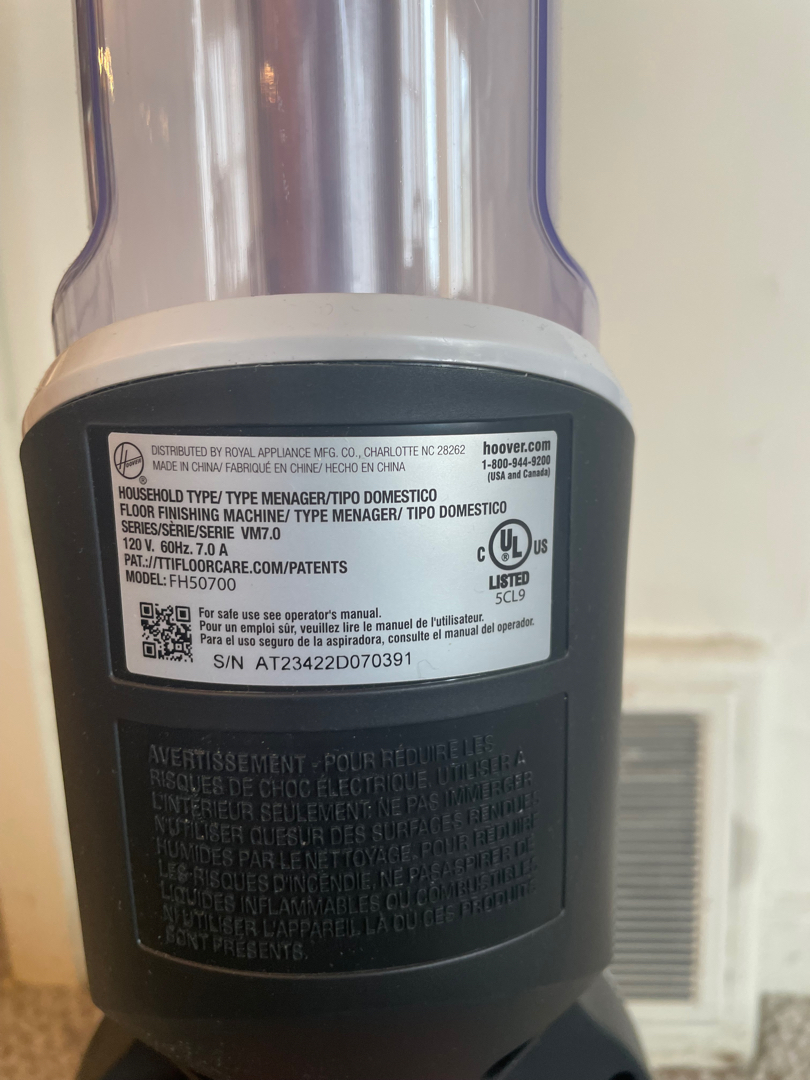 HOOVER
®
DISTRIBUTED BY ROYAL APPLIANCE MFG. CO., CHARLOTTE NC 28262
MADE IN CHINA/ FABRIQUÉ EN CHINE/ HECHO EN CHINA
hoover.com
1-800-944-9200
(USA and Canada)
HOUSEHOLD TYPE/ TYPE MENAGER/TIPO DOMESTICO
FLOOR FINISHING MACHINE/ TYPE MENAGER/ TIPO DOMESTICO
SERIES/SÈRIE/SERIE VM7.0
120 V. 60Hz. 7.0 A
PAT.://TTIFLOORCARE.COM/PATENTS
MODEL: FH50700
C UL ® US
LISTED
5CL9
For safe use see operator's manual.
Pour un emploi sûr, veuillez lire le manuel de l'utilisateur.
Para el uso seguro de la aspiradora, consulte el manual del operador.
S/N AT23422D070391
AVERTISSEMENT - POUR RÉDUIRE LES
RISQUES DE CHOC ÉLECTRIQUE, UTILISER A
L'INTÉRIEUR SEULEMENT. NE PAS IMMERGER
N'UTILISER QUESUR DES SURFACES RENDUES
HUMIDES PAR LE NETTOYAGE. POUR RÉDUIRE
LES RISQUES D'INCENDIE, NE PASASPIRER DE
LIQUIDES INFLAMMABLES OU COMBUSTIBLES
N'UTILISER L'APPAREIL LÀ OU CES PRODUITS
SONT PRÉSENTS.